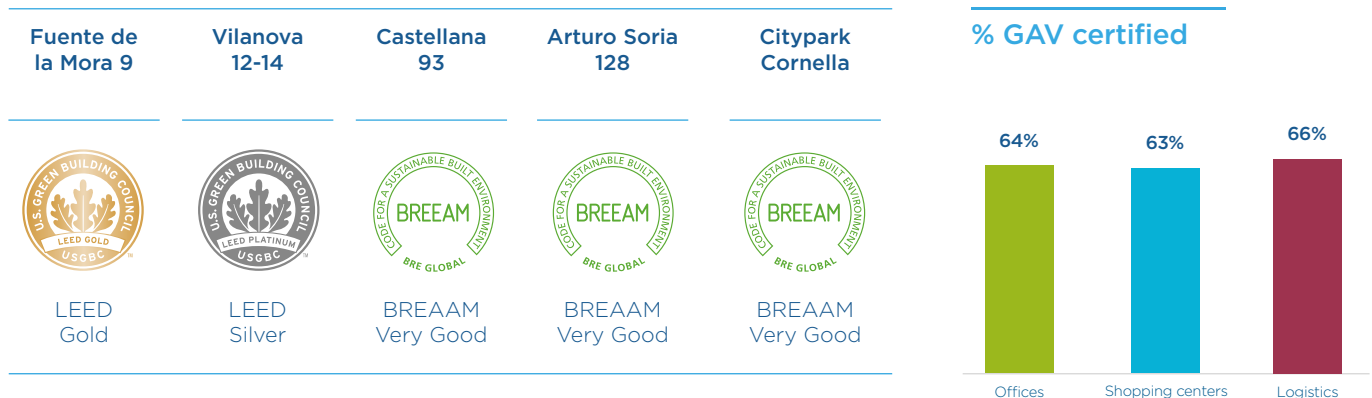 Fuente de
la Mora 9
Vilanova
12-14
Castellana
93
Arturo Soria
128
Citypark
Cornella
U.S. GREEN BUILDING COUNCIL
LEED GOLD
USGBC
TM
U.S. GREEN BUILDING COUNCIL
LEED PLATINUM
USGBC
TM
CODE FOR A SUSTAINABLE BUILT ENVIRONMENT
BREEAM
BRE GLOBAL
CODE FOR A SUSTAINABLE BUILT ENVIRONMENT
BREEAM
BRE GLOBAL
CODE FOR A SUSTAINABLE BUILT ENVIRONMENT
BREEAM
BRE GLOBAL
LEED
Gold
LEED
Silver
BREAAM
Very Good
BREAAM
Very Good
BREAAM
Very Good
% GAV certified
64%
63%
66%
Offices
Shopping centers
Logistics